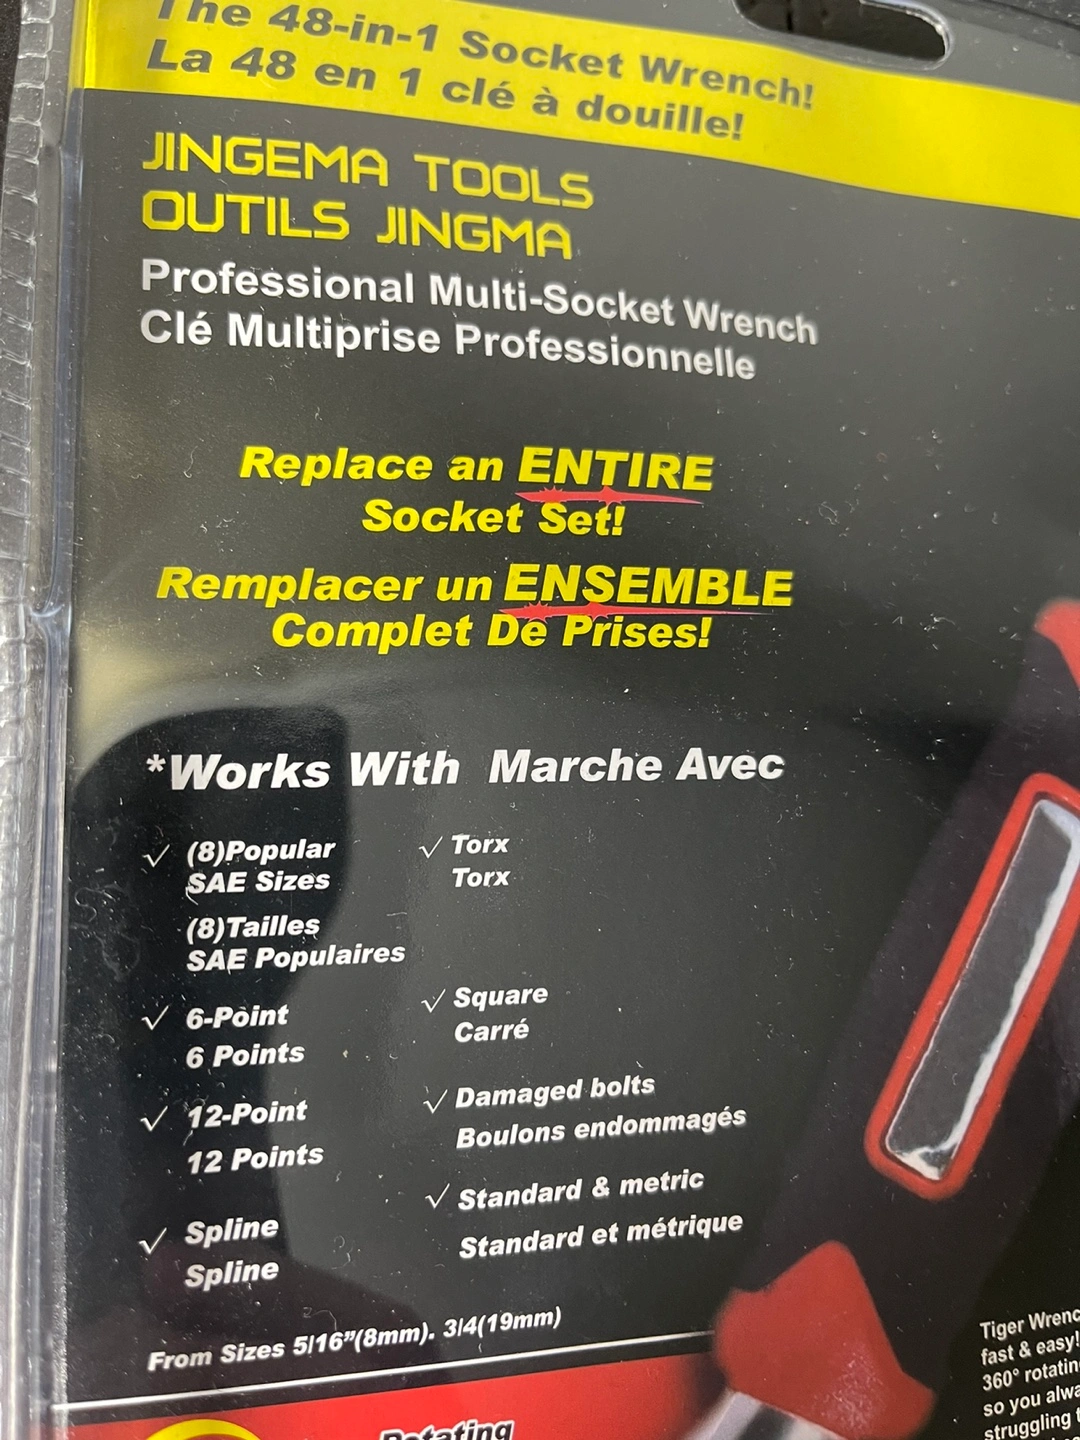 The 48-in-1 Socket Wrench!
La 48 en 1 clé à douille!
JINGEMA TOOLS
OUTILS JINGMA
Professional Multi-Socket Wrench
Clé Multiprise Professionnelle
Replace an ENTIRE
Socket Set!
Remplacer un ENSEMBLE
Complet De Prises!
*Works With Marche Avec
✓ (8)Popular
SAE Sizes
(8)Tailles
SAE Populaires
✓ 6-Point
6 Points
✓ 12-Point
12 Points
✓ Spline
Spline
✓ Torx
Torx
✓ Square
Carré
✓ Damaged bolts
Boulons endommagés
✓ Standard & metric
Standard et métrique
From Sizes 5/16”(8mm). 3/4(19mm)
Rotating
Tiger Wrenc
fast & easy!
360° rotatin
so you alwa
struggling t